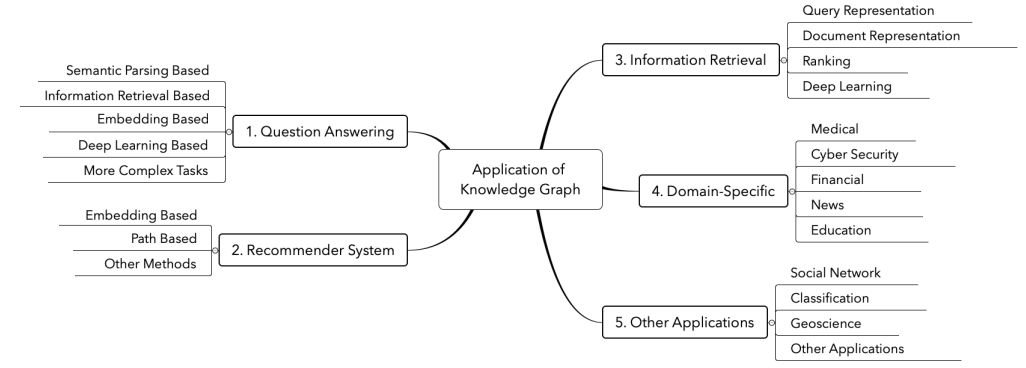 Application of
Knowledge Graph
1. Question Answering
Semantic Parsing Based
Information Retrieval Based
Embedding Based
Deep Learning Based
More Complex Tasks
2. Recommender System
Embedding Based
Path Based
Other Methods
3. Information Retrieval
Query Representation
Document Representation
Ranking
Deep Learning
4. Domain-Specific
Medical
Cyber Security
Financial
News
Education
5. Other Applications
Social Network
Classification
Geoscience
Other Applications